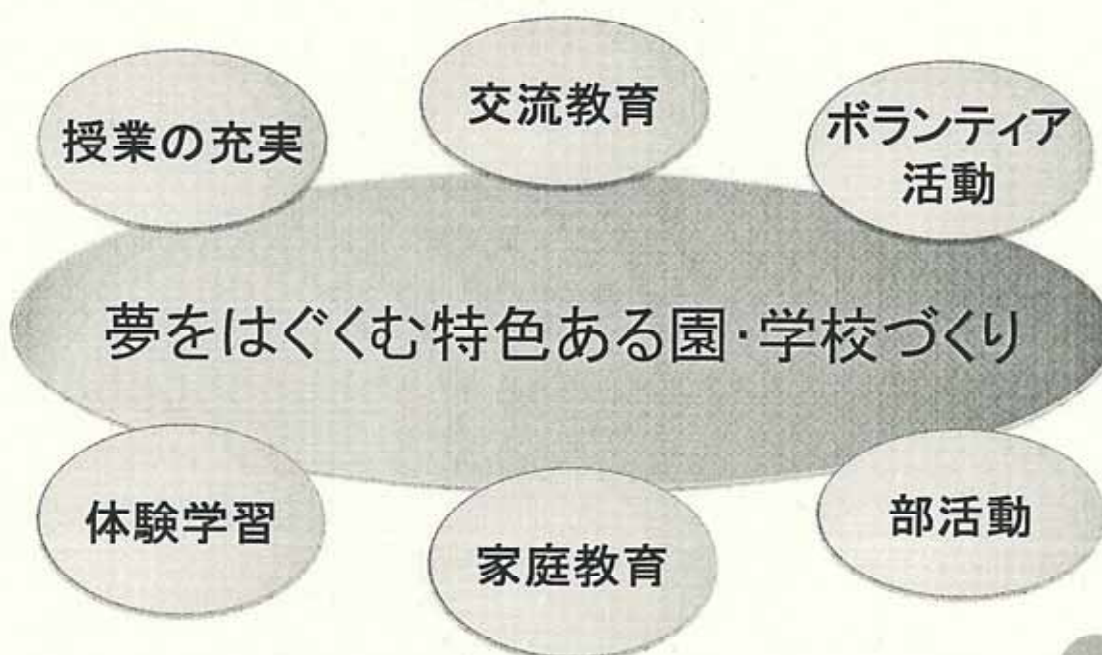 授業の充実
交流教育
ボランティア
活動
夢をはぐくむ特色ある園・学校づくり
体験学習
家庭教育
部活動